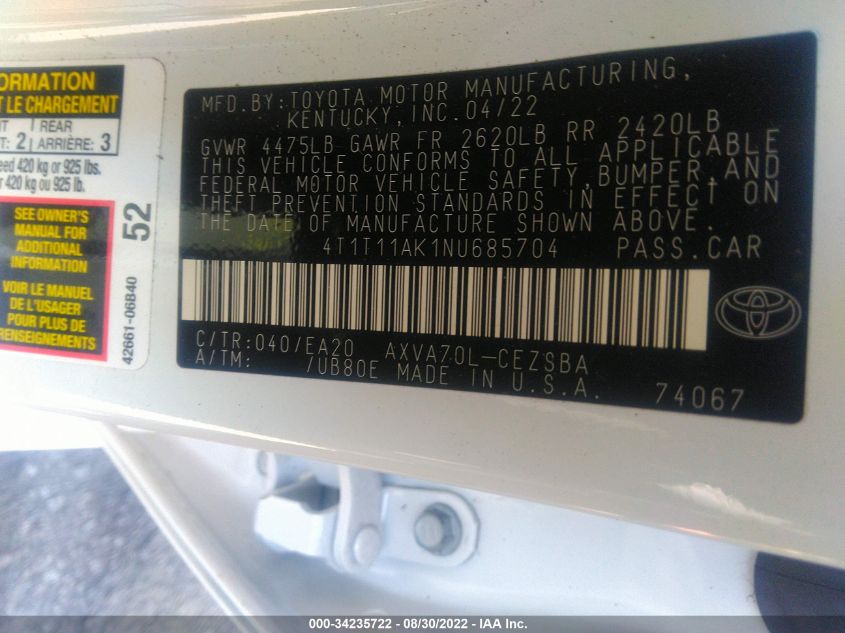 ORMATION
T LE CHARGEMENT
NT REAR
T: 2 ARRIÈRE: 3
eed 420 kg or 925 lbs.
r 420 kg ou 925 lb.
SEE OWNER'S
MANUAL FOR
ADDITIONAL
INFORMATION
VOIR LE MANUEL
DE L'USAGER
POUR PLUS DE
RENSEIGNEMENTS
52
42661-06B40
MFD.BY:TOYOTA MOTOR MANUFACTURING,
KENTUCKY,INC.04/22
GVWR 4475LB GAWR FR 2620LB RR 2420LB
THIS VEHICLE CONFORMS TO ALL APPLICABLE
FEDERAL MOTOR VEHICLE SAFETY,BUMPER,AND
THEFT PREVENTION STANDARDS IN EFFECT ON
THE DATE OF MANUFACTURE SHOWN ABOVE.
4T1T11AK1NU685704 PASS.CAR
C/TR:040/EA20 AXVA70L-CEZSBA
A/TM: /UB80E MADE IN U.S.A.
74067
000-34235722 - 08/30/2022 - IAA Inc.